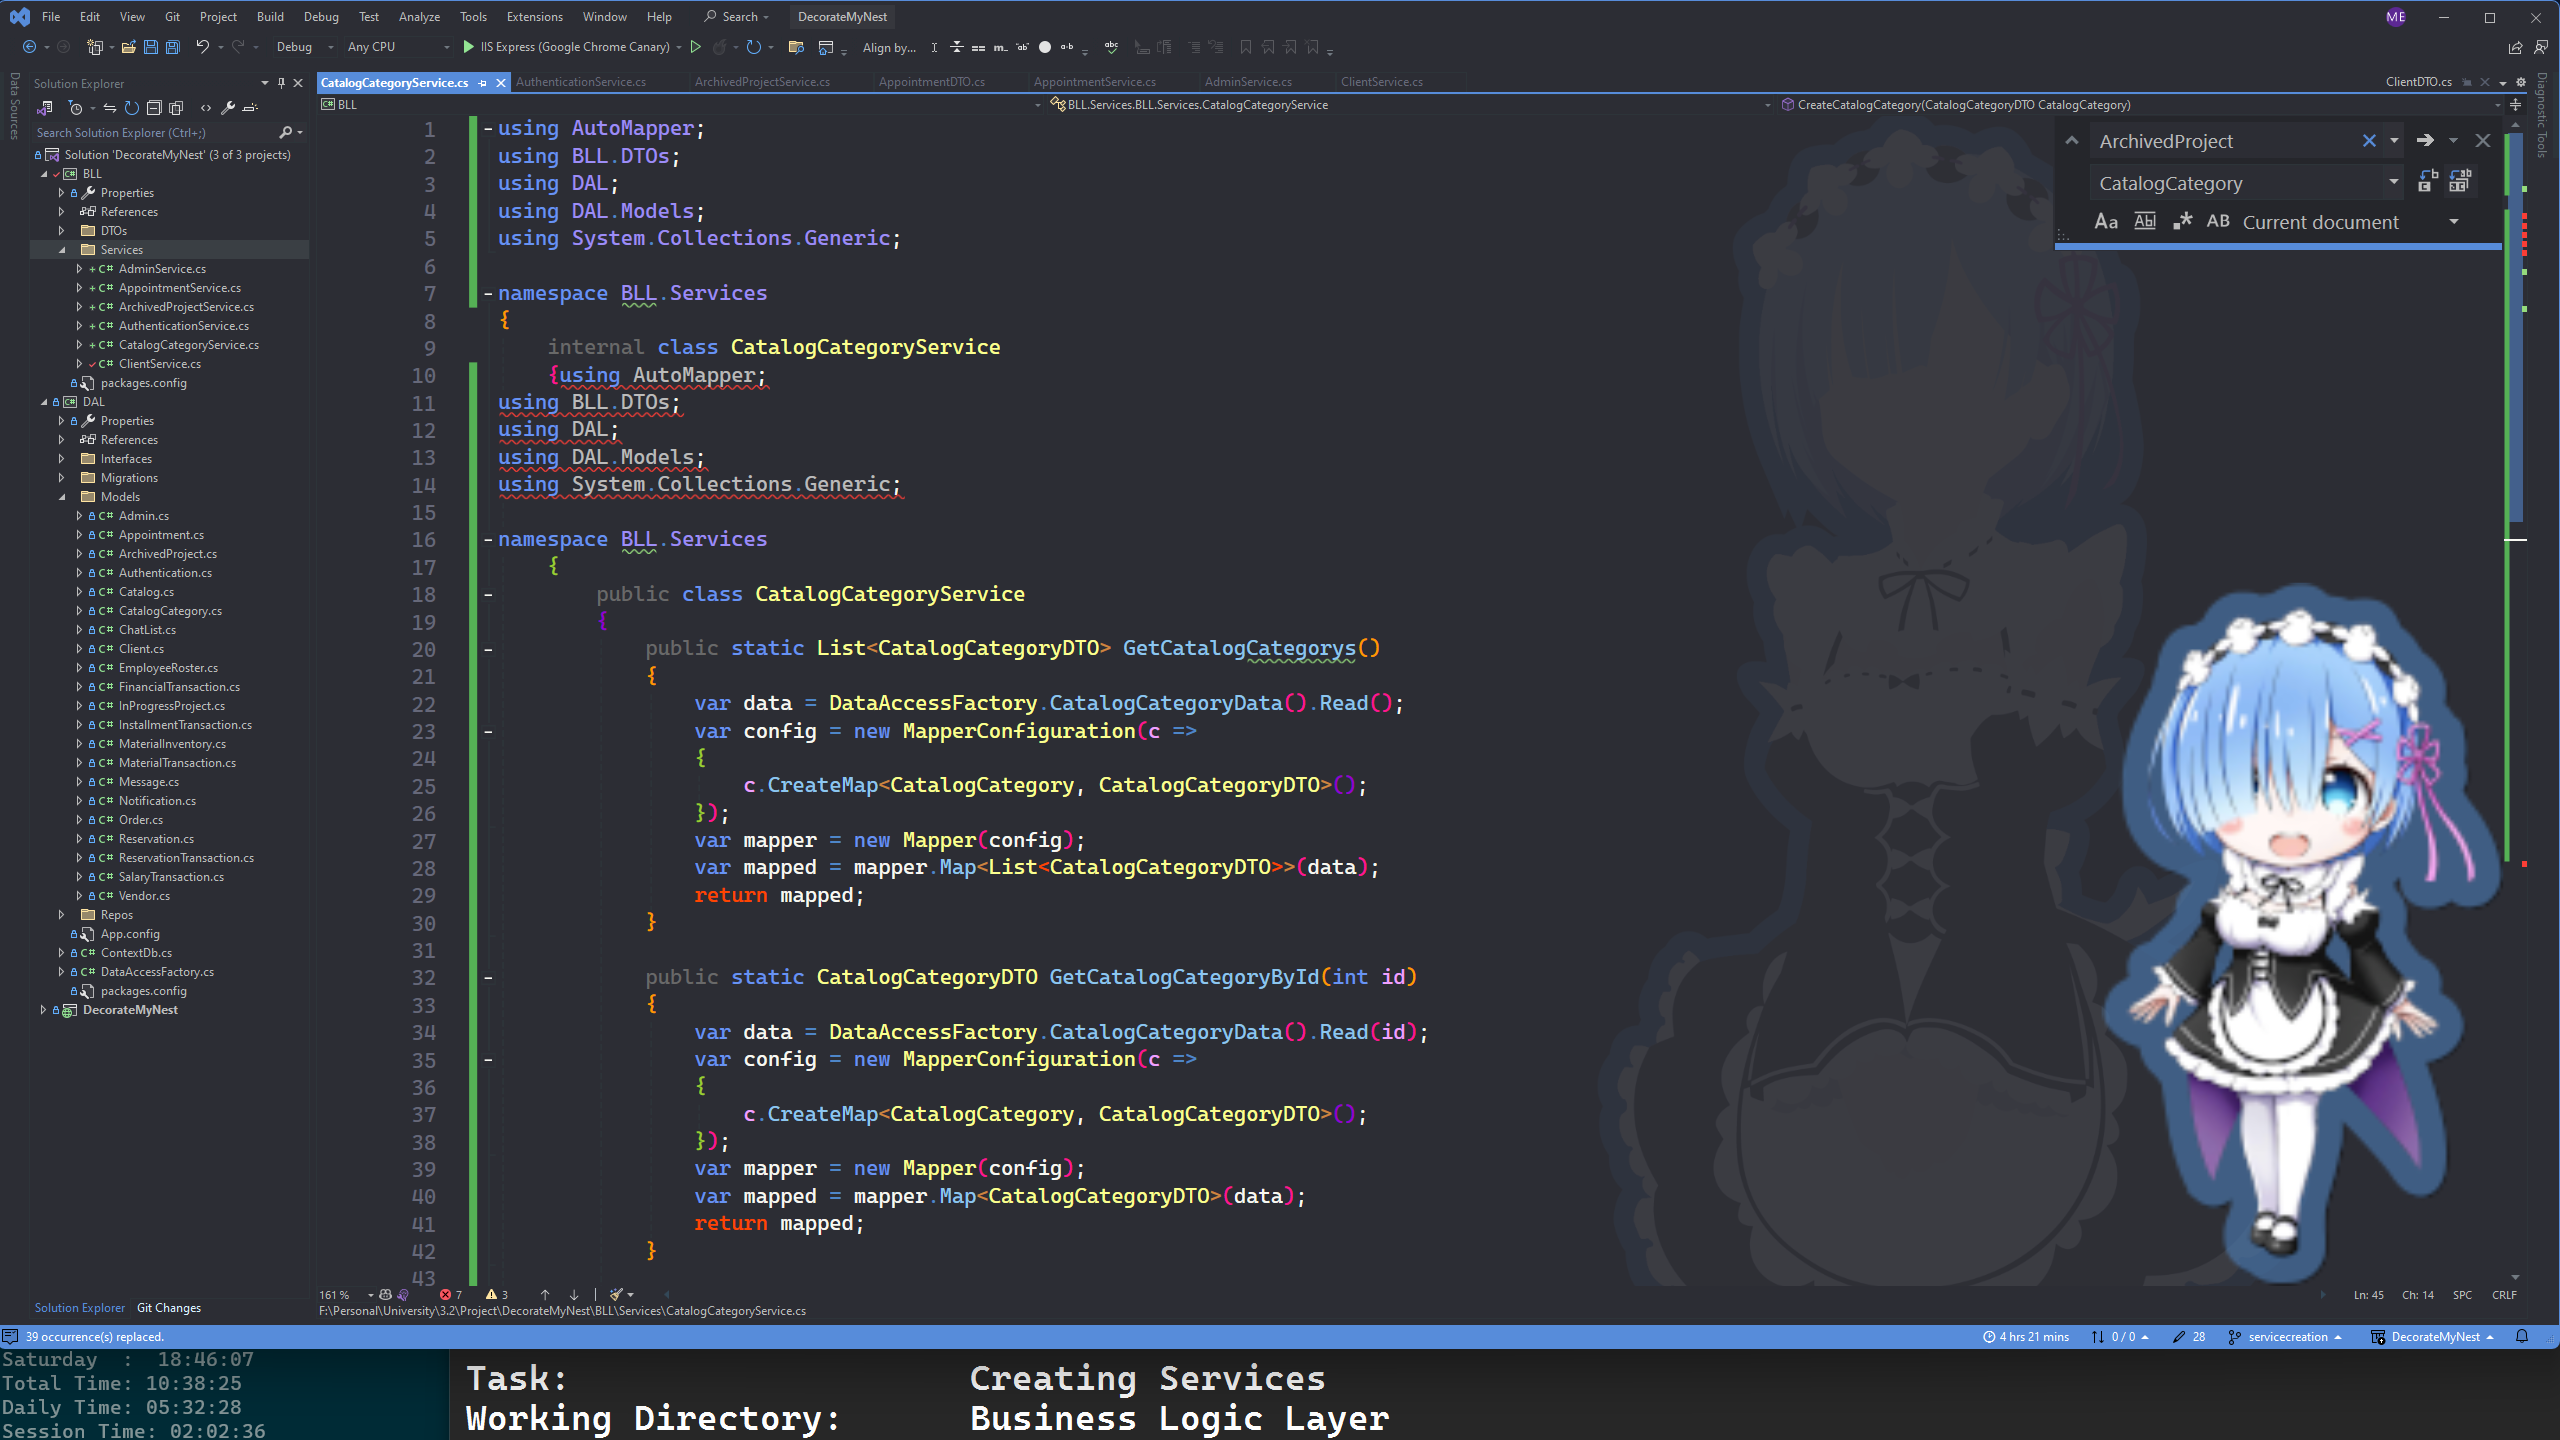 File Edit View Git Project Build Debug Test Analyze Tools Extensions Window Help Search DecorateMyNest ME
Debug Any CPU IIS Express (Google Chrome Canary) Align by...
Data Sources
Solution Explorer
Search Solution Explorer (Ctrl+;)
Solution 'DecorateMyNest' (3 of 3 projects)
BLL
Properties
References
DTOs
Services
C# AdminService.cs
C# AppointmentService.cs
C# ArchivedProjectService.cs
C# AuthenticationService.cs
C# CatalogCategoryService.cs
C# ClientService.cs
packages.config
DAL
Properties
References
Interfaces
Migrations
Models
C# Admin.cs
C# Appointment.cs
C# ArchivedProject.cs
C# Authentication.cs
C# Catalog.cs
C# CatalogCategory.cs
C# ChatList.cs
C# Client.cs
C# EmployeeRoster.cs
C# FinancialTransaction.cs
C# InProgressProject.cs
C# InstallmentTransaction.cs
C# MaterialInventory.cs
C# MaterialTransaction.cs
C# Message.cs
C# Notification.cs
C# Order.cs
C# Reservation.cs
C# ReservationTransaction.cs
C# SalaryTransaction.cs
C# Vendor.cs
Repos
App.config
C# ContextDb.cs
C# DataAccessFactory.cs
packages.config
DecorateMyNest
Solution Explorer Git Changes
CatalogCategoryService.cs AuthenticationService.cs ArchivedProjectService.cs AppointmentDTO.cs AppointmentService.cs AdminService.cs ClientService.cs ClientDTO.cs
BLL BLL.Services.BLL.Services.CatalogCategoryService CreateCatalogCategory(CatalogCategoryDTO CatalogCategory)
Diagnostic Tools
ArchivedProject
CatalogCategory
Aa Abl .* AB Current document
1 using AutoMapper;
2 using BLL.DTOs;
3 using DAL;
4 using DAL.Models;
5 using System.Collections.Generic;
6
7 namespace BLL.Services
8 {
9 internal class CatalogCategoryService
10 {using AutoMapper;
11 using BLL.DTOs;
12 using DAL;
13 using DAL.Models;
14 using System.Collections.Generic;
15
16 namespace BLL.Services
17 {
18 public class CatalogCategoryService
19 {
20 public static List<CatalogCategoryDTO> GetCatalogCategorys()
21 {
22 var data = DataAccessFactory.CatalogCategoryData().Read();
23 var config = new MapperConfiguration(c =>
24 {
25 c.CreateMap<CatalogCategory, CatalogCategoryDTO>();
26 });
27 var mapper = new Mapper(config);
28 var mapped = mapper.Map<List<CatalogCategoryDTO>>(data);
29 return mapped;
30 }
31
32 public static CatalogCategoryDTO GetCatalogCategoryById(int id)
33 {
34 var data = DataAccessFactory.CatalogCategoryData().Read(id);
35 var config = new MapperConfiguration(c =>
36 {
37 c.CreateMap<CatalogCategory, CatalogCategoryDTO>();
38 });
39 var mapper = new Mapper(config);
40 var mapped = mapper.Map<CatalogCategoryDTO>(data);
41 return mapped;
42 }
43
161 % 7 3 Ln: 45 Ch: 14 SPC CRLF
F:\Personal\University\3.2\Project\DecorateMyNest\BLL\Services\CatalogCategoryService.cs
39 occurrence(s) replaced. 4 hrs 21 mins 0 / 0 28 servicecreation DecorateMyNest
Saturday : 18:46:07
Total Time: 10:38:25
Daily Time: 05:32:28
Session Time: 02:02:36
Task: Creating Services
Working Directory: Business Logic Layer